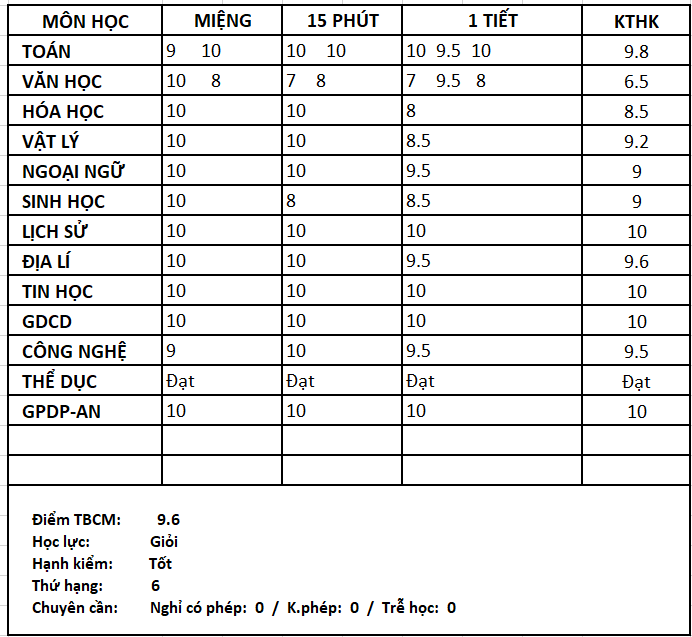 MÔN HỌC MIỆNG 15 PHÚT 1 TIẾT KTHK
TOÁN 9 10 10 10 10 9.5 10 9.8
VĂN HỌC 10 8 7 8 7 9.5 8 6.5
HÓA HỌC 10 10 8 8.5
VẬT LÝ 10 10 8.5 9.2
NGOẠI NGỮ 10 10 9.5 9
SINH HỌC 10 8 8.5 9
LỊCH SỬ 10 10 10 10
ĐỊA LÍ 10 10 9.5 9.6
TIN HỌC 10 10 10 10
GDCD 10 10 10 10
CÔNG NGHỆ 9 10 9.5 9.5
THỂ DỤC Đạt Đạt Đạt Đạt
GPDP-AN 10 10 10 10
Điểm TBCM: 9.6
Học lực: Giỏi
Hạnh kiểm: Tốt
Thứ hạng: 6
Chuyên cần: Nghỉ có phép: 0 / K.phép: 0 / Trễ học: 0